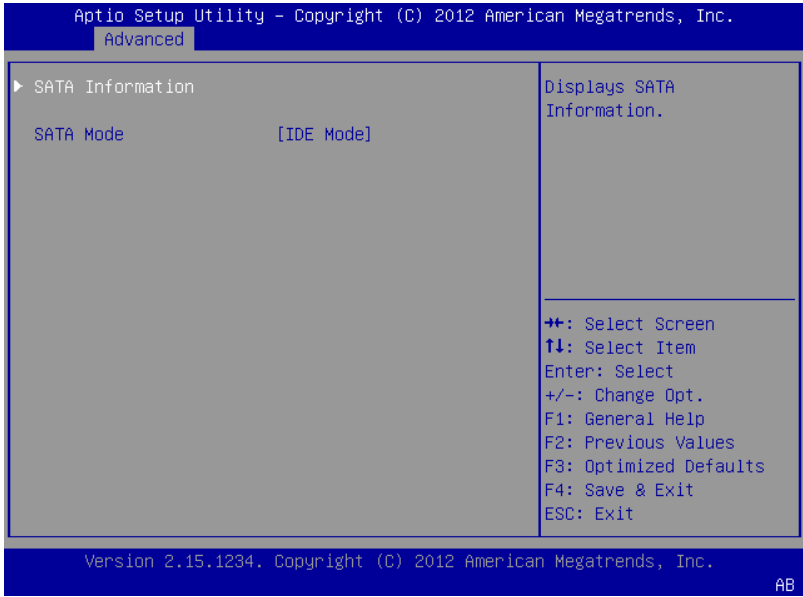 Aptio Setup Utility – Copyright (C) 2012 American Megatrends, Inc.
Advanced
▶ SATA Information
SATA Mode [IDE Mode]
Displays SATA
Information.
→←: Select Screen
↑↓: Select Item
Enter: Select
+/-: Change Opt.
F1: General Help
F2: Previous Values
F3: Optimized Defaults
F4: Save & Exit
ESC: Exit
Version 2.15.1234. Copyright (C) 2012 American Megatrends, Inc.
AB